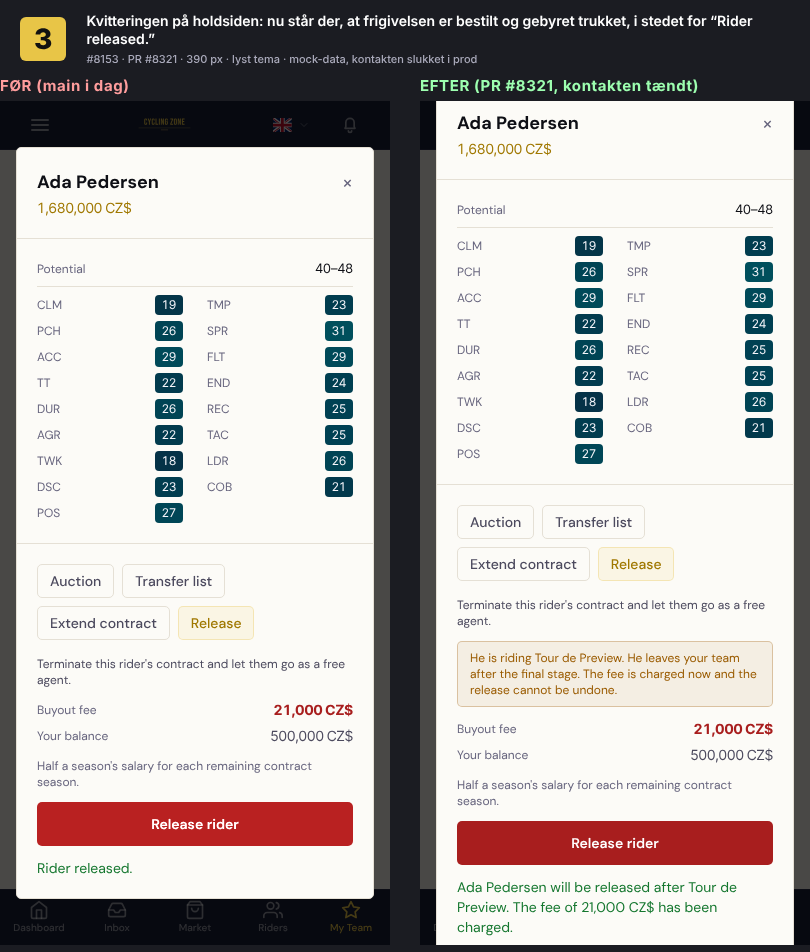 3
Kvitteringen på holdsiden: nu står der, at frigivelsen er bestilt og gebyret trukket, i stedet for “Rider
released.”
#8153 · PR #8321 · 390 px · lyst tema · mock-data, kontakten slukket i prod
FØR (main i dag)
CYCLING ZONE
Ada Pedersen
×
1,680,000 CZ$
Potential 40–48
CLM 19 TMP 23
PCH 26 SPR 31
ACC 29 FLT 29
TT 22 END 24
DUR 26 REC 25
AGR 22 TAC 25
TWK 18 LDR 26
DSC 23 COB 21
POS 27
Auction Transfer list
Extend contract Release
Terminate this rider's contract and let them go as a free
agent.
Buyout fee 21,000 CZ$
Your balance 500,000 CZ$
Half a season's salary for each remaining contract
season.
Release rider
Rider released.
Dashboard Inbox Market Riders My Team
EFTER (PR #8321, kontakten tændt)
Ada Pedersen
×
1,680,000 CZ$
Potential 40–48
CLM 19 TMP 23
PCH 26 SPR 31
ACC 29 FLT 29
TT 22 END 24
DUR 26 REC 25
AGR 22 TAC 25
TWK 18 LDR 26
DSC 23 COB 21
POS 27
Auction Transfer list
Extend contract Release
Terminate this rider's contract and let them go as a free
agent.
He is riding Tour de Preview. He leaves your team
after the final stage. The fee is charged now and the
release cannot be undone.
Buyout fee 21,000 CZ$
Your balance 500,000 CZ$
Half a season's salary for each remaining contract
season.
Release rider
Ada Pedersen will be released after Tour de
Preview. The fee of 21,000 CZ$ has been
charged.